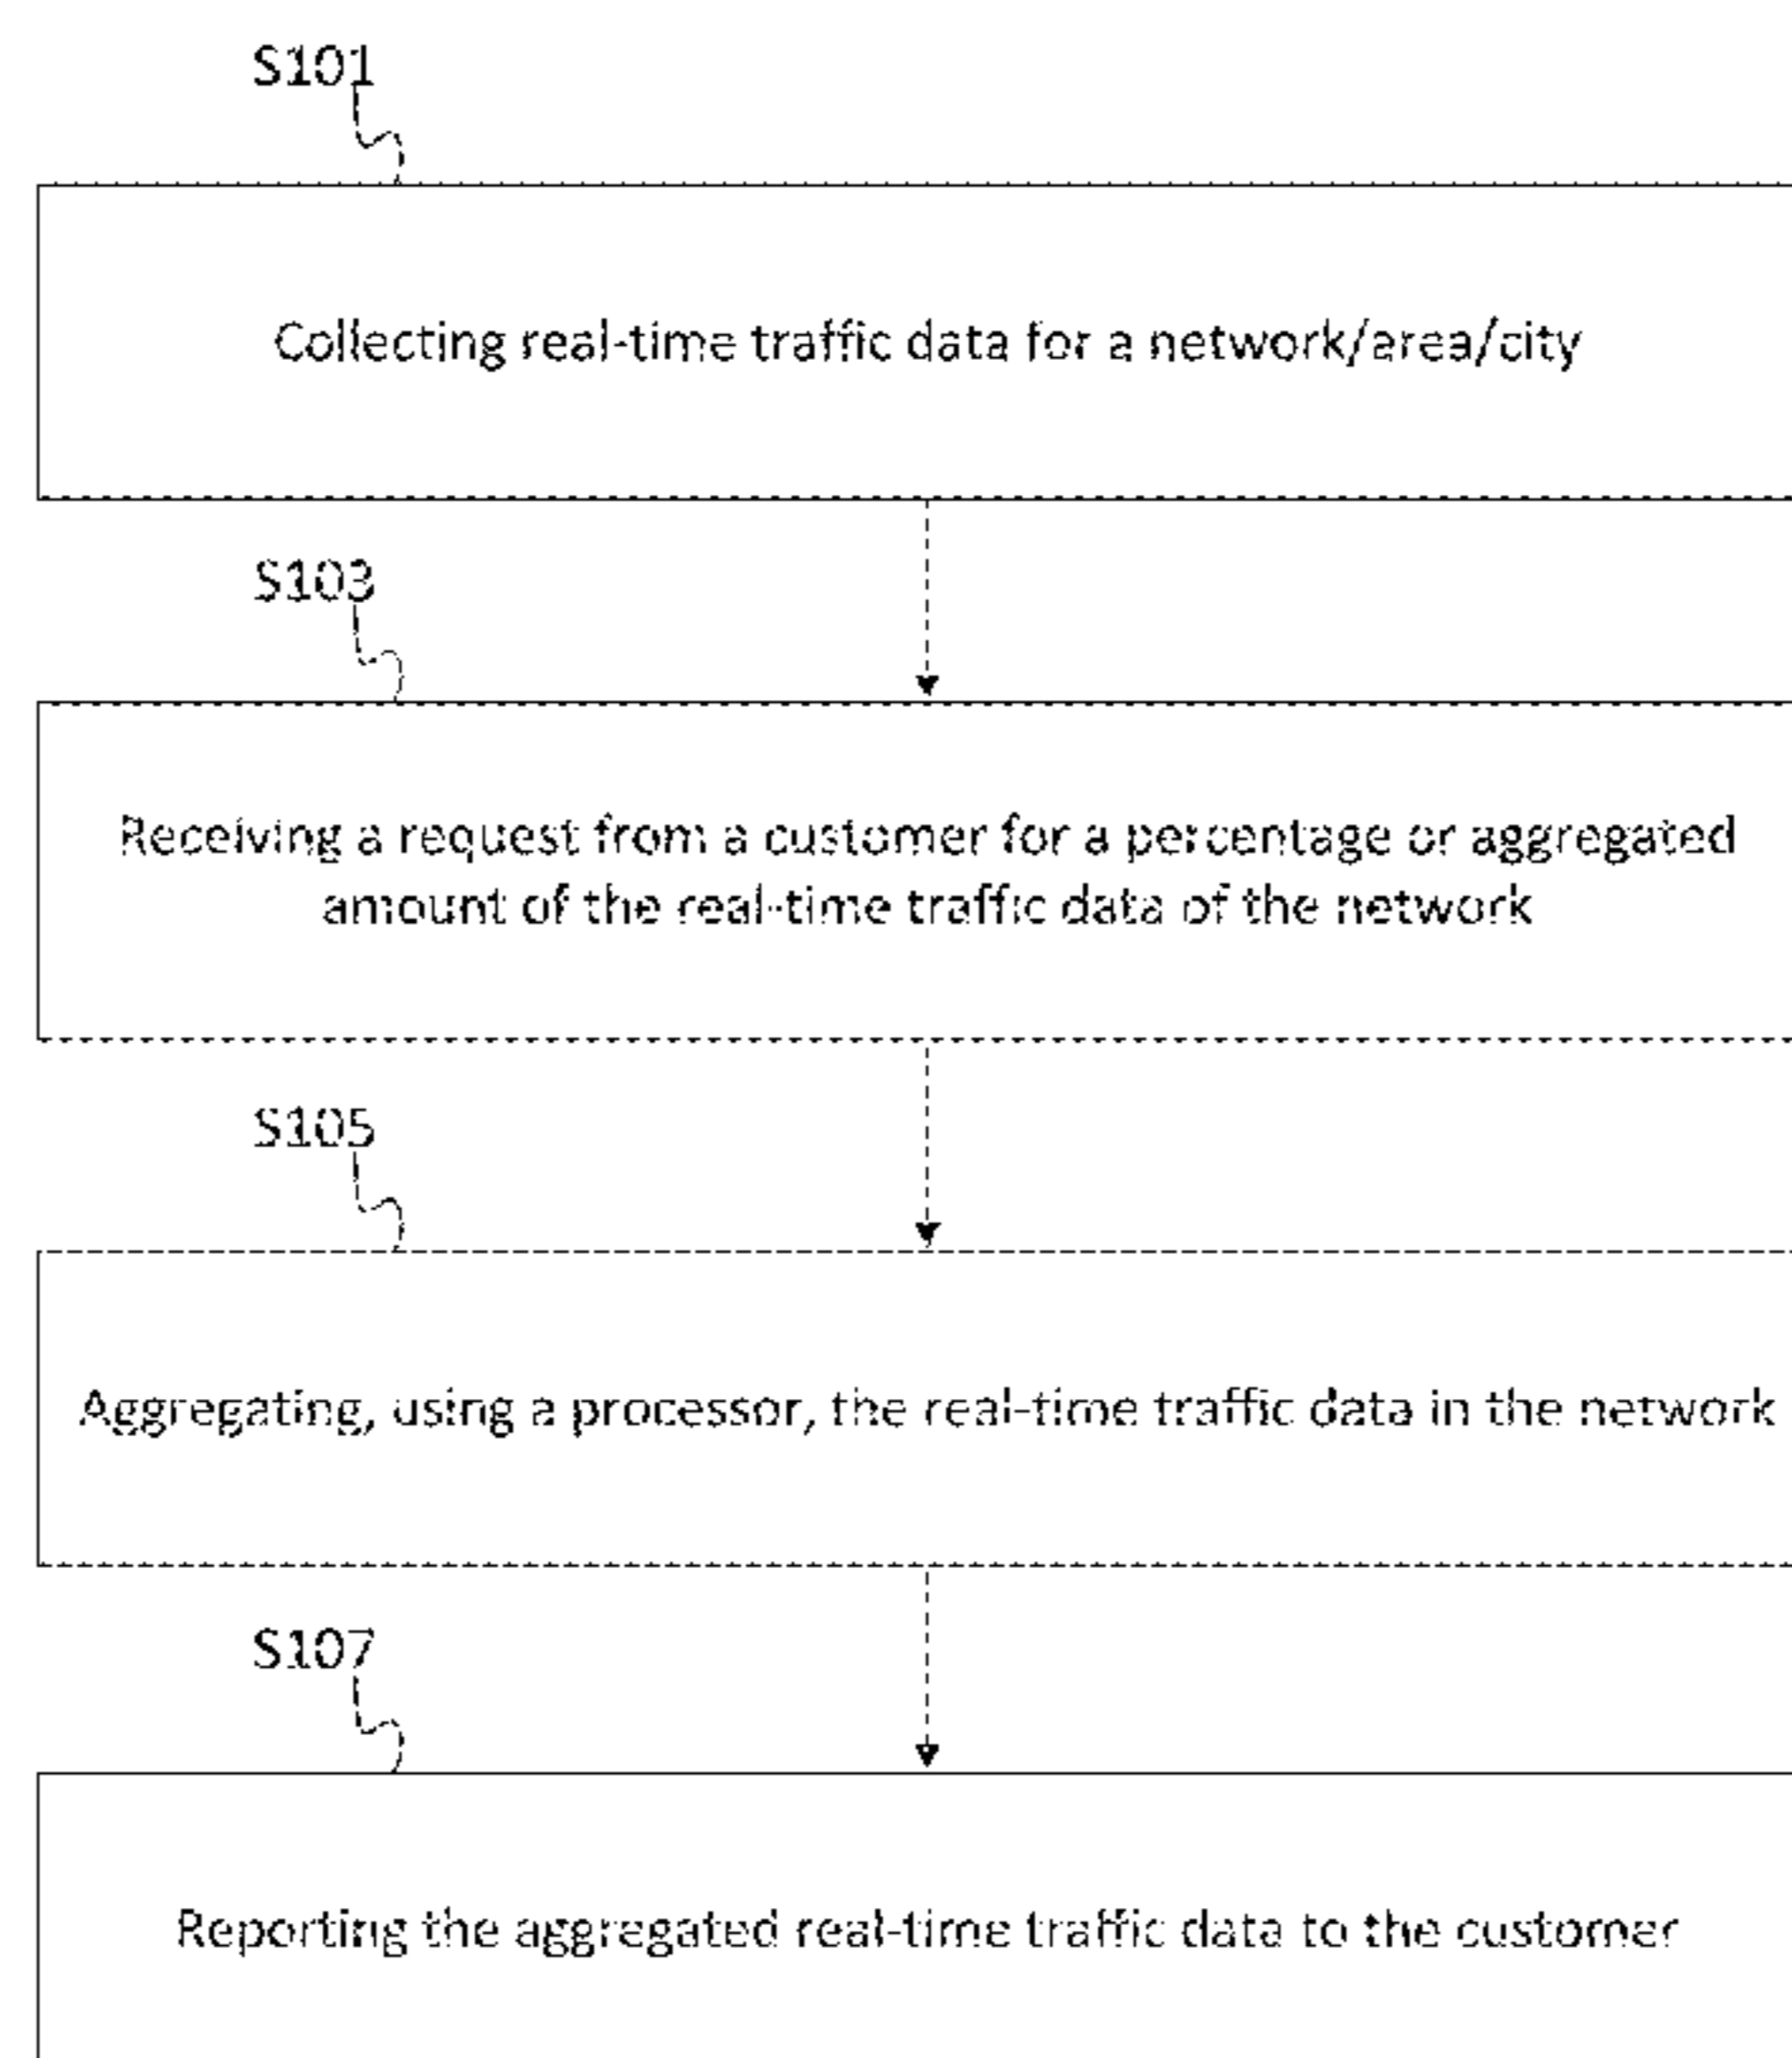 S101
Collecting real-time traffic data for a network/area/city
S103
Receiving a request from a customer for a percentage or aggregated
amount of the real-time traffic data of the network
S105
Aggregating, using a processor, the real-time traffic data in the network
S107
Reporting the aggregated real-time traffic data to the customer